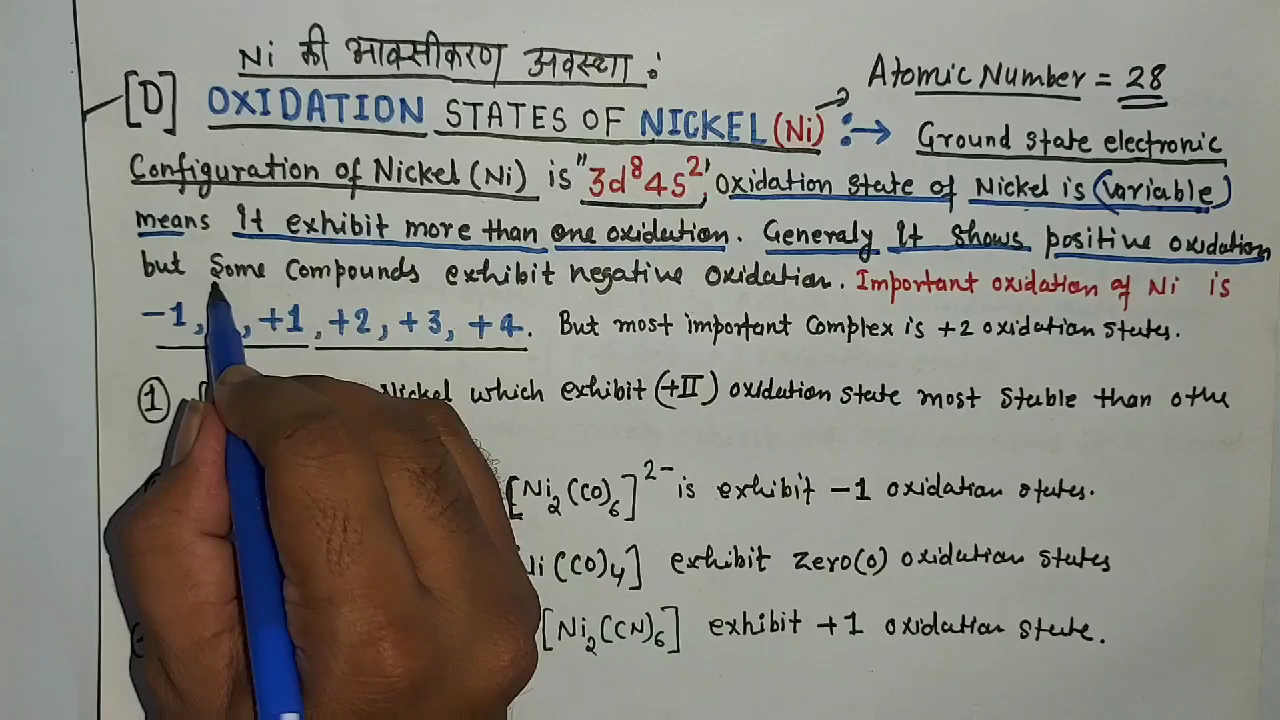 Ni की आक्सीकरण अवस्था :
Atomic Number = 28
[D] OXIDATION STATES OF NICKEL (Ni) :→ Ground state electronic
Configuration of Nickel (Ni) is "3d⁸4s²", Oxidation state of Nickel is (variable)
means It exhibit more than one oxidation. Generaly It shows positive oxidation
but Some Compounds exhibit negative oxidation. Important oxidation of Ni is
-1, , +1, +2, +3, +4. But most important Complex is +2 oxidation states.
① Nickel which exhibit (+II) oxidation state most stable than othe
[Ni₂(CO)₆]²⁻ is exhibit -1 oxidation states.
Ni(CO)₄] exhibit zero(0) oxidation states
[Ni₂(CN)₆] exhibit +1 oxidation state.